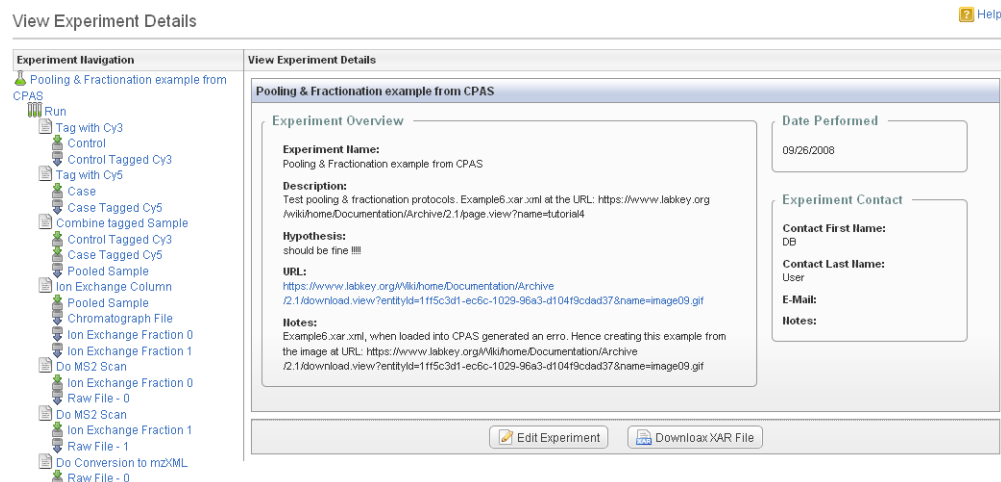 View Experiment Details
Help
Experiment Navigation
Pooling & Fractionation example from
CPAS
Run
Tag with Cy3
Control
Control Tagged Cy3
Tag with Cy5
Case
Case Tagged Cy5
Combine tagged Sample
Control Tagged Cy3
Case Tagged Cy5
Pooled Sample
Ion Exchange Column
Pooled Sample
Chromatograph File
Ion Exchange Fraction 0
Ion Exchange Fraction 1
Do MS2 Scan
Ion Exchange Fraction 0
Raw File - 0
Do MS2 Scan
Ion Exchange Fraction 1
Raw File - 1
Do Conversion to mzXML
Raw File - 0
View Experiment Details
Pooling & Fractionation example from CPAS
Experiment Overview
Experiment Name:
Pooling & Fractionation example from CPAS
Description:
Test pooling & fractionation protocols. Example6.xar.xml at the URL: https://www.labkey.org
/wiki/home/Documentation/Archive/2.1/page.view?name=tutorial4
Hypothesis:
should be fine !!!!!
URL:
https://www.labkey.org/Wiki/home/Documentation/Archive
/2.1/download.view?entityId=1ff5c3d1-ec6c-1029-96a3-d104f9cdad37&name=image09.gif
Notes:
Example6.xar.xml, when loaded into CPAS generated an erro. Hence creating this example from
the image at URL: https://www.labkey.org/Wiki/home/Documentation/Archive
/2.1/download.view?entityId=1ff5c3d1-ec6c-1029-96a3-d104f9cdad37&name=image09.gif
Date Performed
09/26/2008
Experiment Contact
Contact First Name:
DB
Contact Last Name:
User
E-Mail:
Notes:
Edit Experiment
XAR
Downloax XAR File